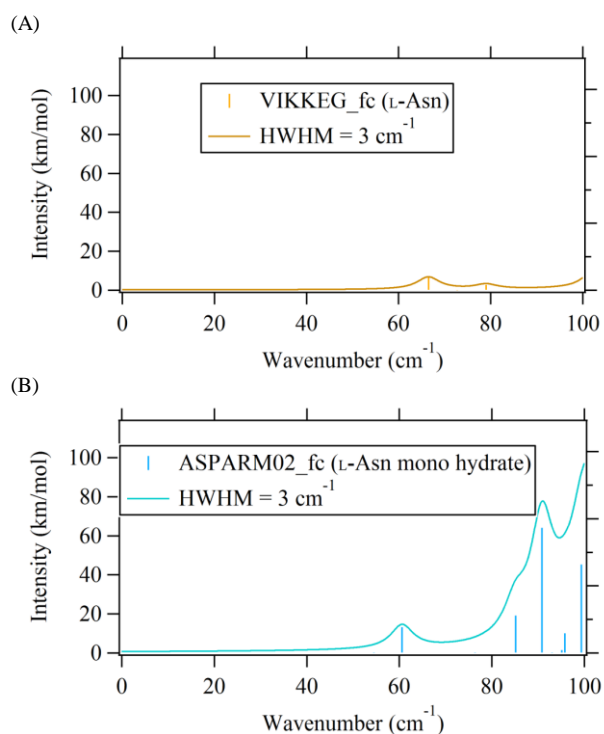 (A)
100
80
60
40
20
0
Intensity (km/mol)
VIKKEG_fc (L-Asn)
HWHM = 3 cm⁻¹
0 20 40 60 80 100
Wavenumber (cm⁻¹)
(B)
100
80
60
40
20
0
Intensity (km/mol)
ASPARM02_fc (L-Asn mono hydrate)
HWHM = 3 cm⁻¹
0 20 40 60 80 100
Wavenumber (cm⁻¹)